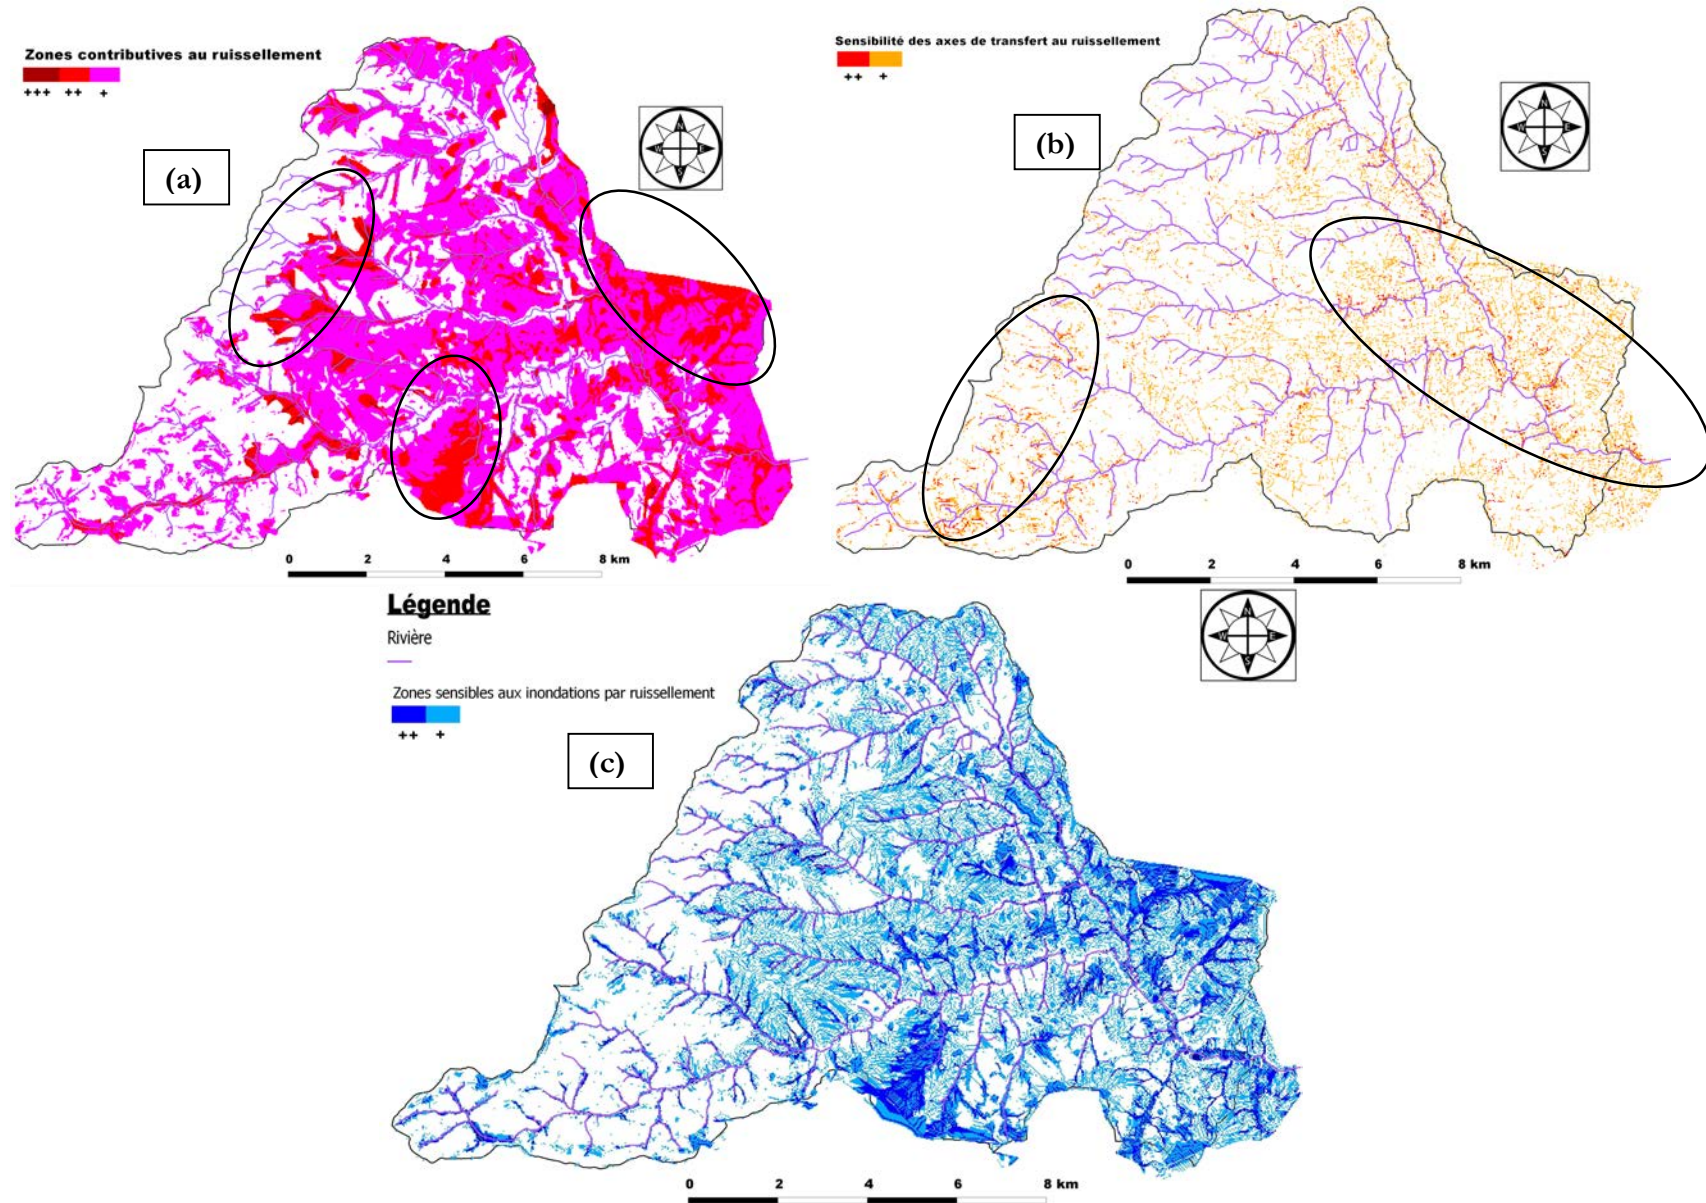 Zones contributives au ruissellement
+++ ++ +
(a)
N
W E
S
0 2 4 6 8 km
Sensibilité des axes de transfert au ruissellement
++ +
(b)
N
W E
S
0 2 4 6 8 km
Légende
Rivière
Zones sensibles aux inondations par ruissellement
++ +
(c)
N
W E
S
0 2 4 6 8 km